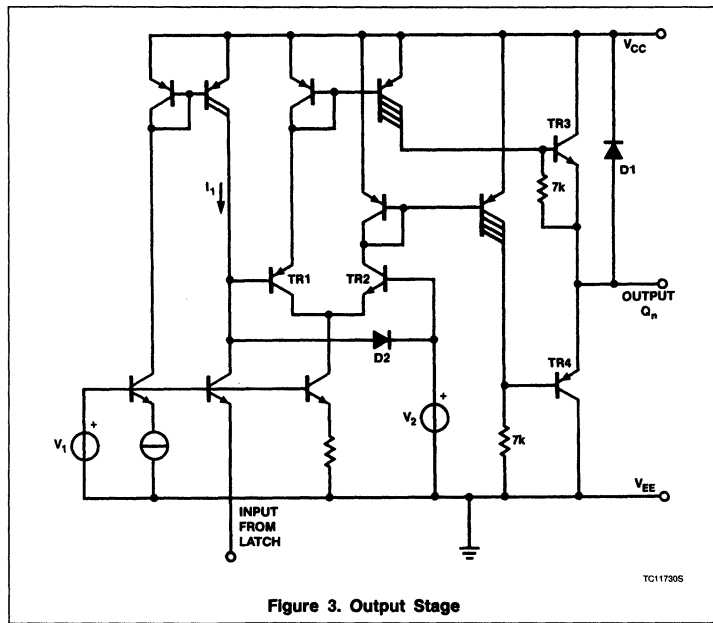 VCC
TR3
7k
D1
I1
TR1
TR2
OUTPUT
Qn
D2
TR4
V1
+
V2
+
7k
VEE
INPUT
FROM
LATCH
TC11730S
Figure 3. Output Stage